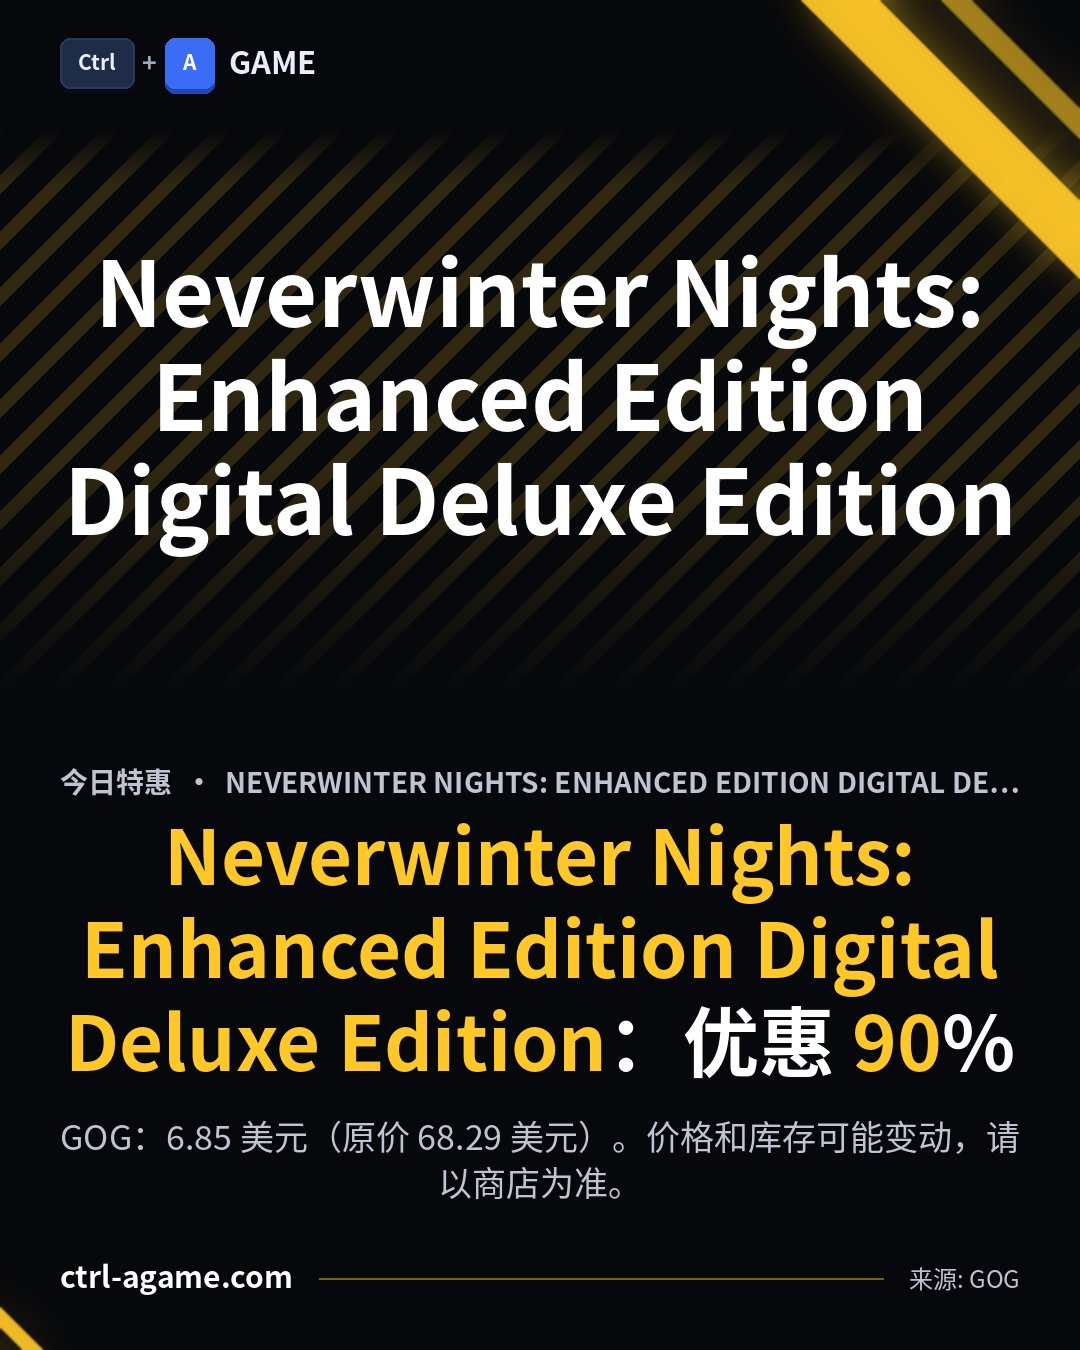 Ctrl + A GAME
Neverwinter Nights:
Enhanced Edition
Digital Deluxe Edition
今日特惠 • NEVERWINTER NIGHTS: ENHANCED EDITION DIGITAL DE…
Neverwinter Nights:
Enhanced Edition Digital
Deluxe Edition：优惠 90%
GOG：6.85 美元（原价 68.29 美元）。价格和库存可能变动，请
以商店为准。
ctrl-agame.com
来源: GOG